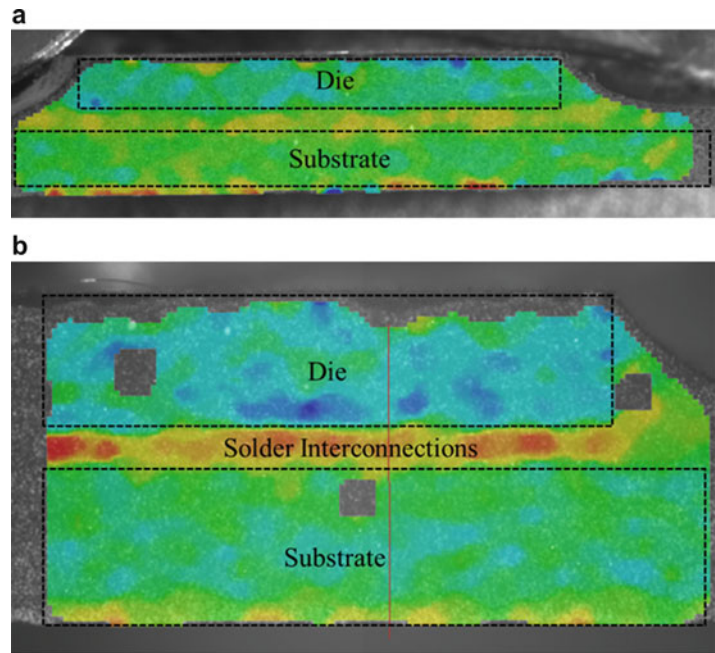 a
Die
Substrate
b
Die
Solder Interconnections
Substrate